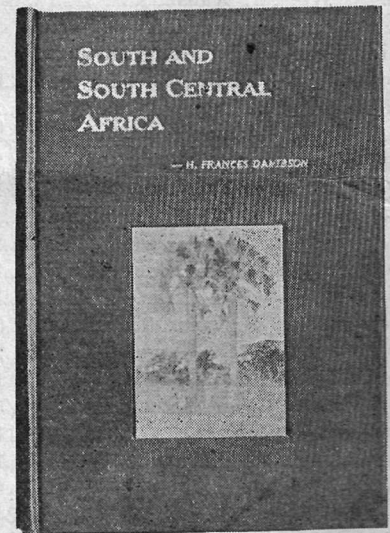 SOUTH AND
SOUTH CENTRAL
AFRICA
— H. FRANCES DAVIDSON